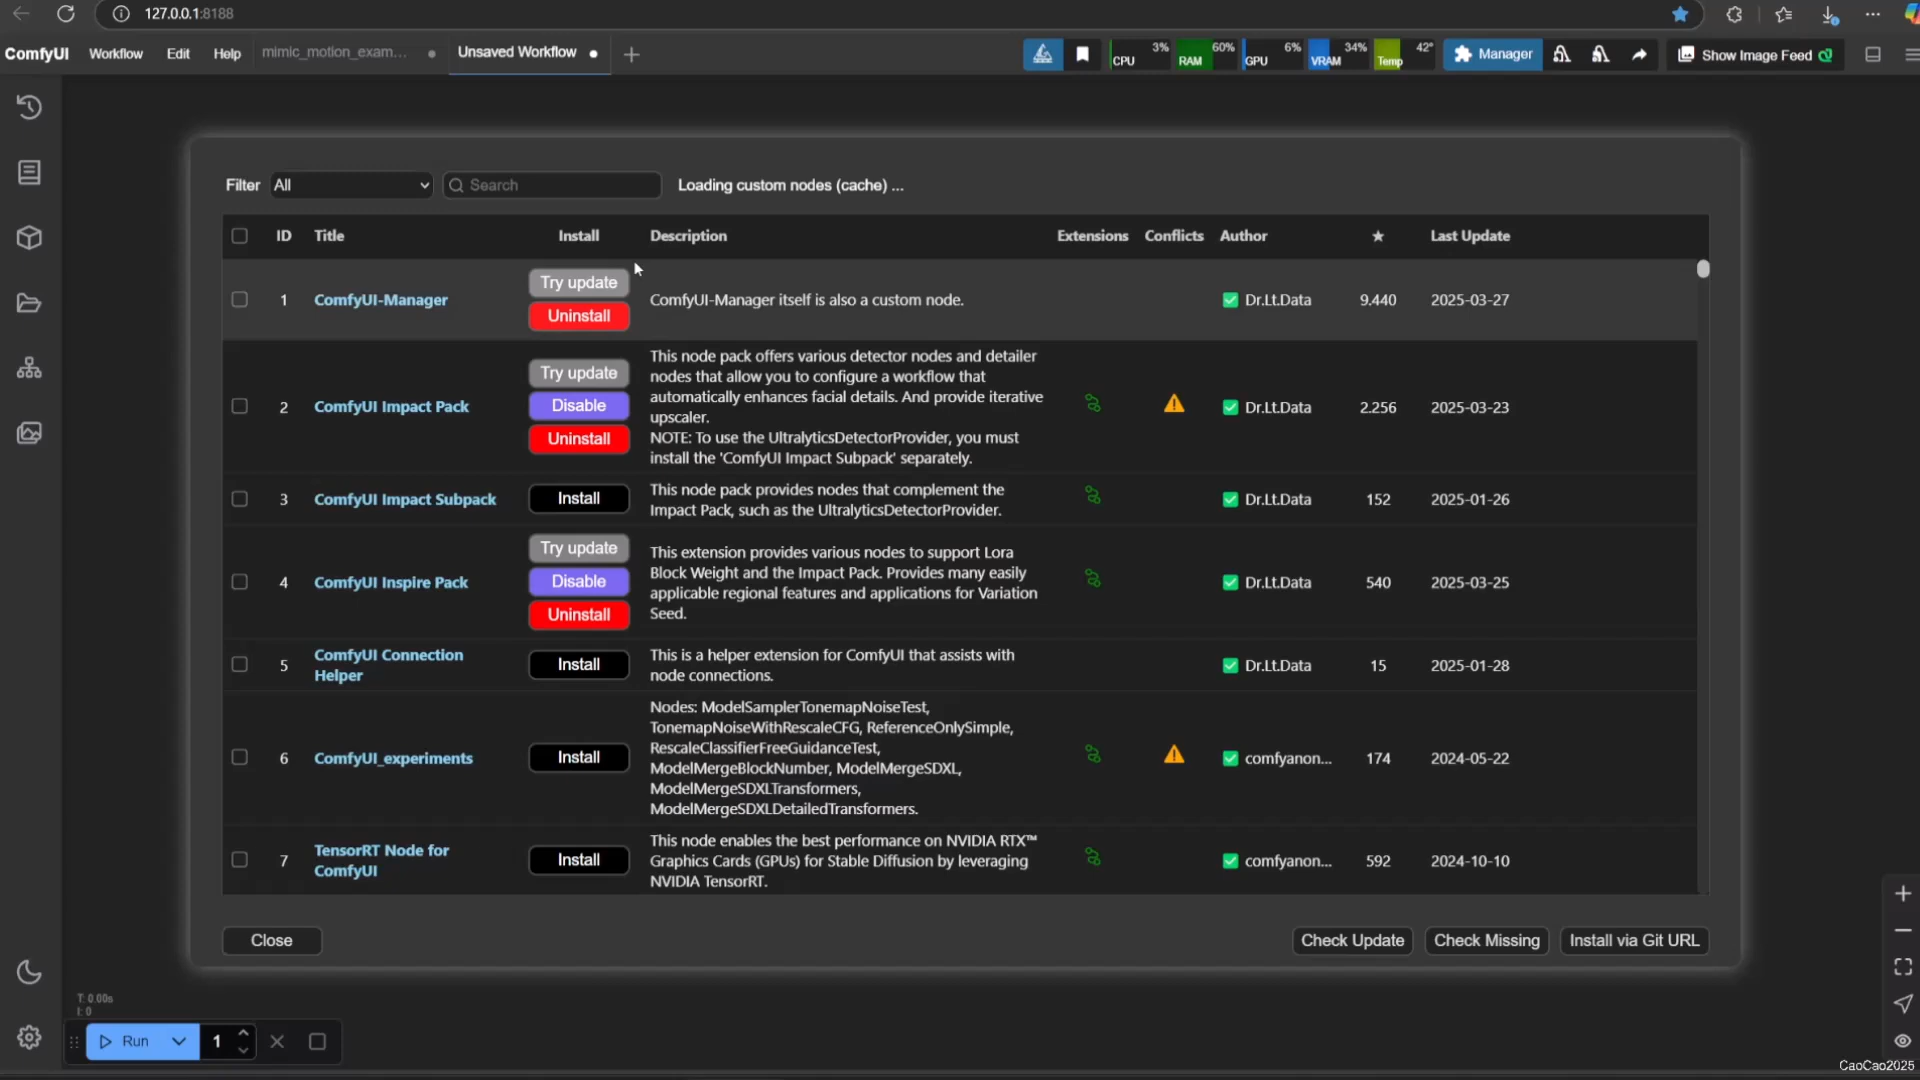 127.0.0.1:8188
ComfyUI Workflow Edit Help mimic_motion_exam... Unsaved Workflow
CPU 3% RAM 60% GPU 6% VRAM 34% Temp 42° Manager Show Image Feed
Filter All Search Loading custom nodes (cache) ...
ID Title Install Description Extensions Conflicts Author ★ Last Update
1 ComfyUI-Manager Try update Uninstall ComfyUI-Manager itself is also a custom node. Dr.Lt.Data 9.440 2025-03-27
2 ComfyUI Impact Pack Try update Disable Uninstall
This node pack offers various detector nodes and detailer
nodes that allow you to configure a workflow that
automatically enhances facial details. And provide iterative
upscaler.
NOTE: To use the UltralyticsDetectorProvider, you must
install the 'ComfyUI Impact Subpack' separately.
Dr.Lt.Data 2.256 2025-03-23
3 ComfyUI Impact Subpack Install
This node pack provides nodes that complement the
Impact Pack, such as the UltralyticsDetectorProvider.
Dr.Lt.Data 152 2025-01-26
4 ComfyUI Inspire Pack Try update Disable Uninstall
This extension provides various nodes to support Lora
Block Weight and the Impact Pack. Provides many easily
applicable regional features and applications for Variation
Seed.
Dr.Lt.Data 540 2025-03-25
5 ComfyUI Connection
Helper
Install
This is a helper extension for ComfyUI that assists with
node connections.
Dr.Lt.Data 15 2025-01-28
6 ComfyUI_experiments Install
Nodes: ModelSamplerTonemapNoiseTest,
TonemapNoiseWithRescaleCFG, ReferenceOnlySimple,
RescaleClassifierFreeGuidanceTest,
ModelMergeBlockNumber, ModelMergeSDXL,
ModelMergeSDXLTransformers,
ModelMergeSDXLDetailedTransformers.
comfyanon... 174 2024-05-22
7 TensorRT Node for
ComfyUI
Install
This node enables the best performance on NVIDIA RTX™
Graphics Cards (GPUs) for Stable Diffusion by leveraging
NVIDIA TensorRT.
comfyanon... 592 2024-10-10
Close Check Update Check Missing Install via Git URL
T: 0.00s
I: 0
Run 1
CaoCao2025